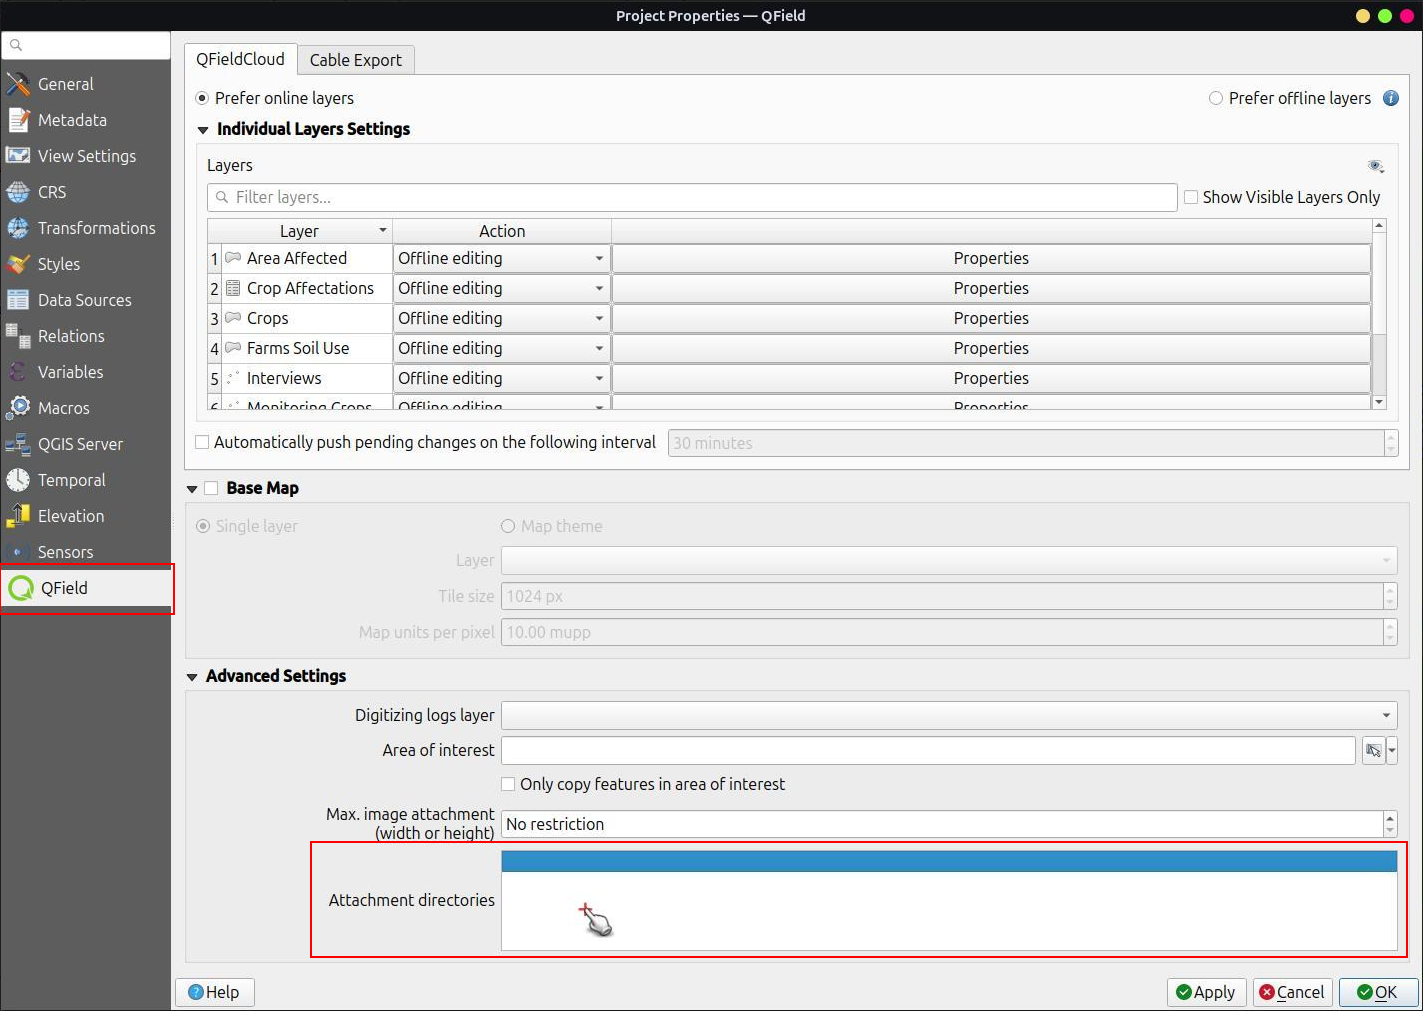 Project Properties — QField
General
Metadata
View Settings
CRS
Transformations
Styles
Data Sources
Relations
Variables
Macros
QGIS Server
Temporal
Elevation
Sensors
QField
QFieldCloud Cable Export
Prefer online layers Prefer offline layers
Individual Layers Settings
Layers
Filter layers... Show Visible Layers Only
Layer Action
1 Area Affected Offline editing Properties
2 Crop Affectations Offline editing Properties
3 Crops Offline editing Properties
4 Farms Soil Use Offline editing Properties
5 Interviews Offline editing Properties
6 Monitoring Crops Offline editing Properties
Automatically push pending changes on the following interval 30 minutes
Base Map
Single layer Map theme
Layer
Tile size 1024 px
Map units per pixel 10.00 mupp
Advanced Settings
Digitizing logs layer
Area of interest
Only copy features in area of interest
Max. image attachment
(width or height) No restriction
Attachment directories
Help Apply Cancel OK